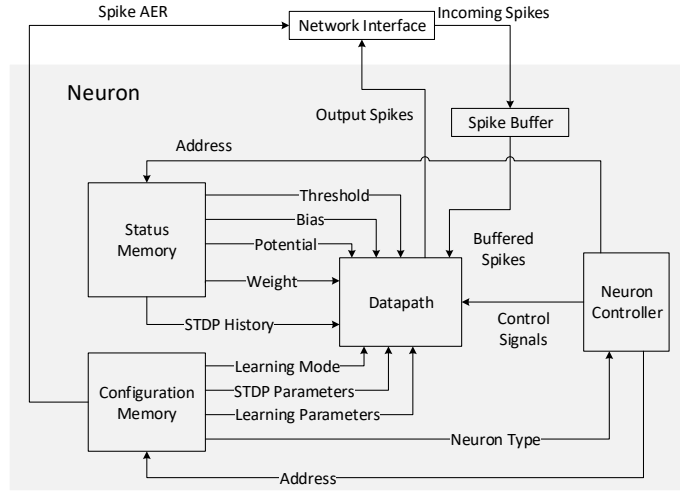 Spike AER
Network Interface
Incoming Spikes
Neuron
Output Spikes
Spike Buffer
Address
Status
Memory
Threshold
Bias
Potential
Weight
STDP History
Datapath
Buffered
Spikes
Control
Signals
Neuron
Controller
Configuration
Memory
Learning Mode
STDP Parameters
Learning Parameters
Neuron Type
Address